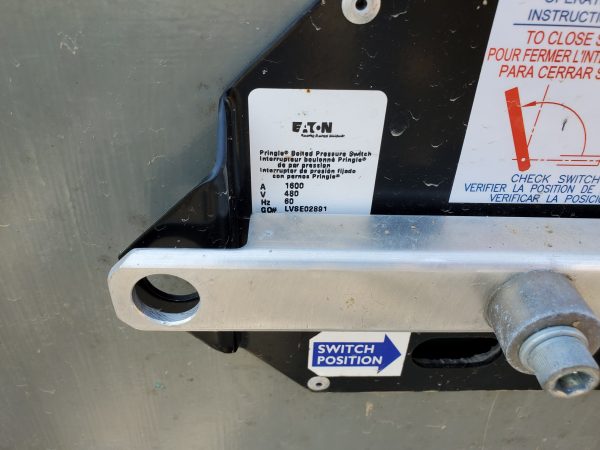 EATON
Pringle® Bolted Pressure Switch
Interrupteur boulonné Pringle®
de par pression
Interruptor de presión fijado
con pernos Pringle®
A 1600
V 480
Hz 60
GO# LVSE02891
INSTRUCTI
TO CLOSE S
POUR FERMER L'INT
PARA CERRAR S
CHECK SWITCH
VERIFIER LA POSITION DE
VERIFICAR LA POSICIO
SWITCH
POSITION